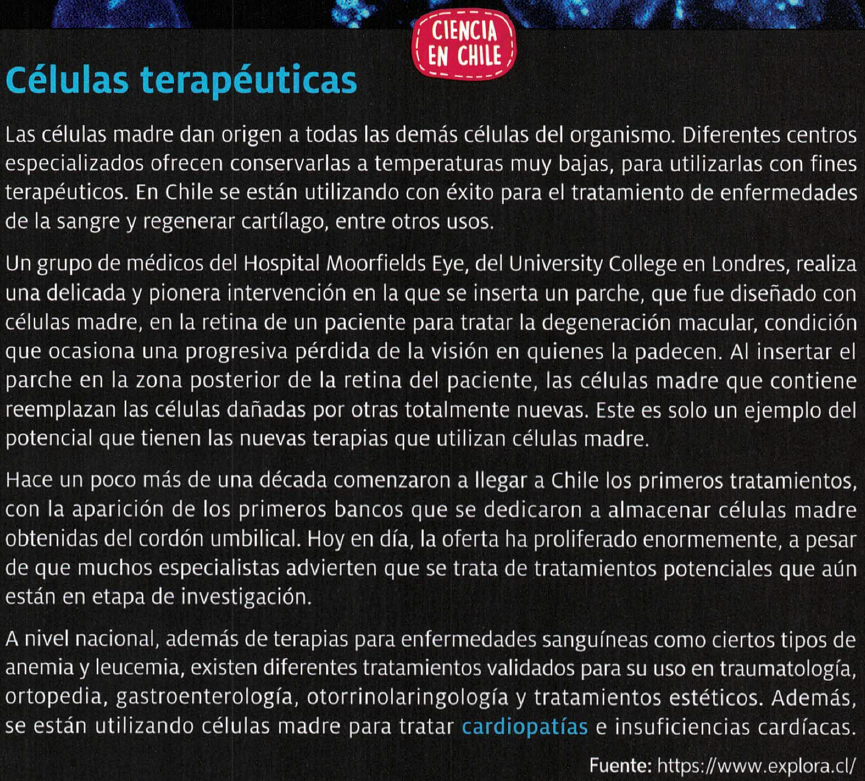 CIENCIA
EN CHILE
Células terapéuticas
Las células madre dan origen a todas las demás células del organismo. Diferentes centros
especializados ofrecen conservarlas a temperaturas muy bajas, para utilizarlas con fines
terapéuticos. En Chile se están utilizando con éxito para el tratamiento de enfermedades
de la sangre y regenerar cartílago, entre otros usos.
Un grupo de médicos del Hospital Moorfields Eye, del University College en Londres, realiza
una delicada y pionera intervención en la que se inserta un parche, que fue diseñado con
células madre, en la retina de un paciente para tratar la degeneración macular, condición
que ocasiona una progresiva pérdida de la visión en quienes la padecen. Al insertar el
parche en la zona posterior de la retina del paciente, las células madre que contiene
reemplazan las células dañadas por otras totalmente nuevas. Este es solo un ejemplo del
potencial que tienen las nuevas terapias que utilizan células madre.
Hace un poco más de una década comenzaron a llegar a Chile los primeros tratamientos,
con la aparición de los primeros bancos que se dedicaron a almacenar células madre
obtenidas del cordón umbilical. Hoy en día, la oferta ha proliferado enormemente, a pesar
de que muchos especialistas advierten que se trata de tratamientos potenciales que aún
están en etapa de investigación.
A nivel nacional, además de terapias para enfermedades sanguíneas como ciertos tipos de
anemia y leucemia, existen diferentes tratamientos validados para su uso en traumatología,
ortopedia, gastroenterología, otorrinolaringología y tratamientos estéticos. Además,
se están utilizando células madre para tratar cardiopatías e insuficiencias cardíacas.
Fuente: https://www.explora.cl/